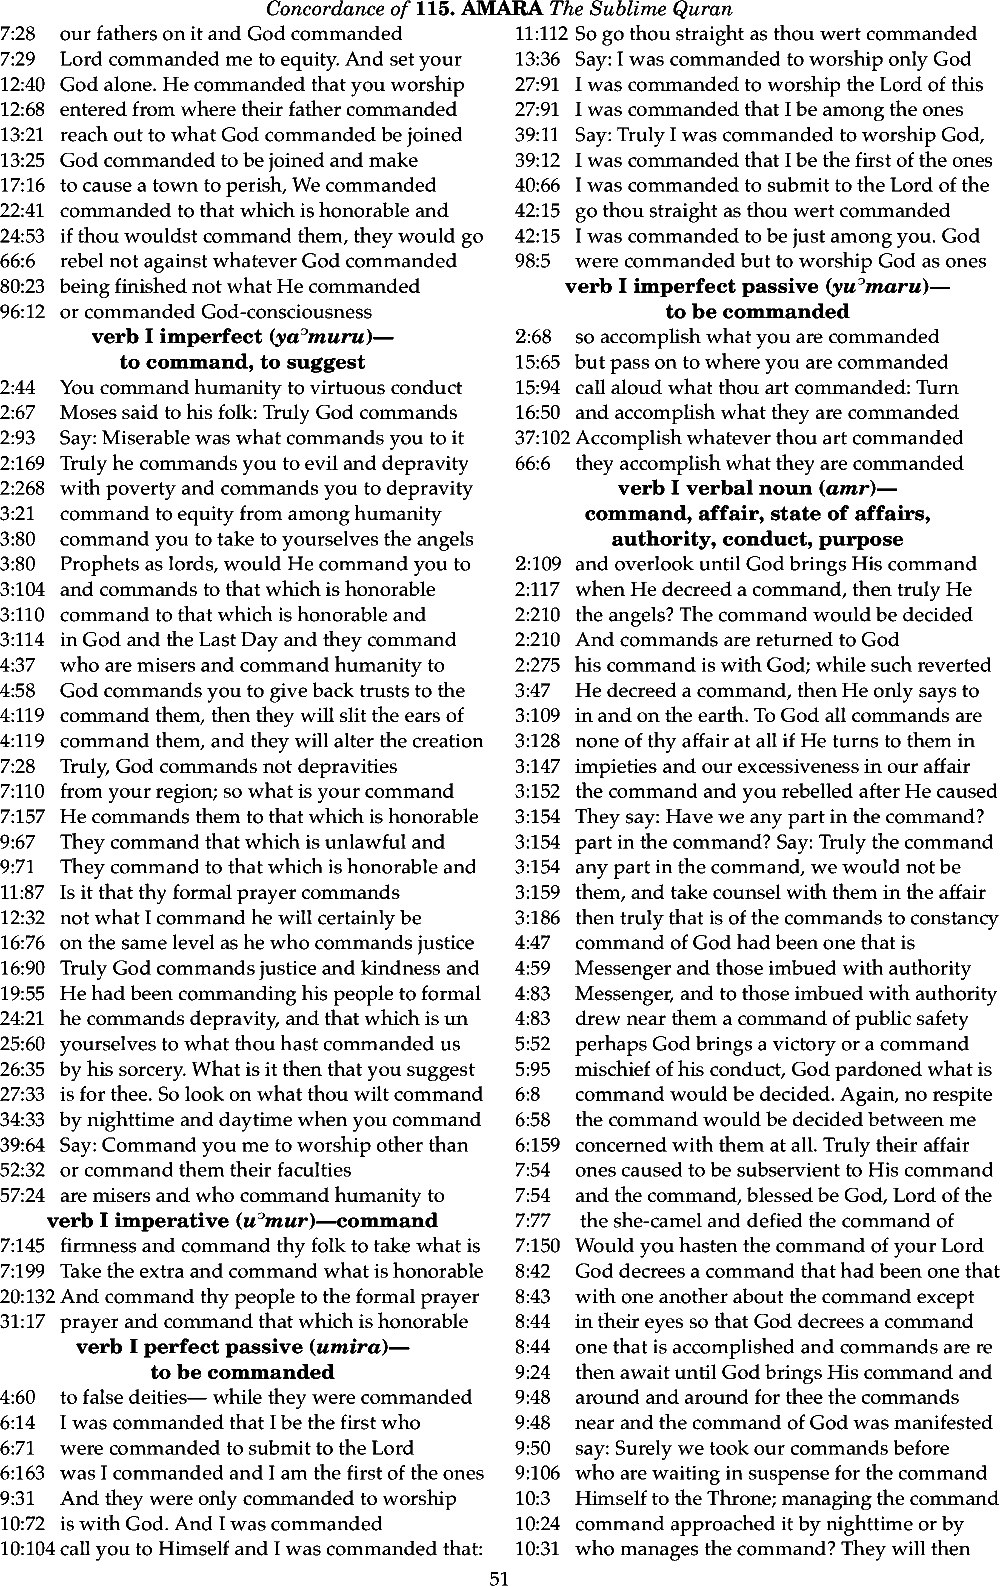 Concordance of 115. AMARA The Sublime Quran
7:28 our fathers on it and God commanded
7:29 Lord commanded me to equity. And set your
12:40 God alone. He commanded that you worship
12:68 entered from where their father commanded
13:21 reach out to what God commanded be joined
13:25 God commanded to be joined and make
17:16 to cause a town to perish, We commanded
22:41 commanded to that which is honorable and
24:53 if thou wouldst command them, they would go
66:6 rebel not against whatever God commanded
80:23 being finished not what He commanded
96:12 or commanded God-consciousness
verb I imperfect (yaʾmuru)—
to command, to suggest
2:44 You command humanity to virtuous conduct
2:67 Moses said to his folk: Truly God commands
2:93 Say: Miserable was what commands you to it
2:169 Truly he commands you to evil and depravity
2:268 with poverty and commands you to depravity
3:21 command to equity from among humanity
3:80 command you to take to yourselves the angels
3:80 Prophets as lords, would He command you to
3:104 and commands to that which is honorable
3:110 command to that which is honorable and
3:114 in God and the Last Day and they command
4:37 who are misers and command humanity to
4:58 God commands you to give back trusts to the
4:119 command them, then they will slit the ears of
4:119 command them, and they will alter the creation
7:28 Truly, God commands not depravities
7:110 from your region; so what is your command
7:157 He commands them to that which is honorable
9:67 They command that which is unlawful and
9:71 They command to that which is honorable and
11:87 Is it that thy formal prayer commands
12:32 not what I command he will certainly be
16:76 on the same level as he who commands justice
16:90 Truly God commands justice and kindness and
19:55 He had been commanding his people to formal
24:21 he commands depravity, and that which is un
25:60 yourselves to what thou hast commanded us
26:35 by his sorcery. What is it then that you suggest
27:33 is for thee. So look on what thou wilt command
34:33 by nighttime and daytime when you command
39:64 Say: Command you me to worship other than
52:32 or command them their faculties
57:24 are misers and who command humanity to
verb I imperative (uʾmur)—command
7:145 firmness and command thy folk to take what is
7:199 Take the extra and command what is honorable
20:132 And command thy people to the formal prayer
31:17 prayer and command that which is honorable
verb I perfect passive (umira)—
to be commanded
4:60 to false deities— while they were commanded
6:14 I was commanded that I be the first who
6:71 were commanded to submit to the Lord
6:163 was I commanded and I am the first of the ones
9:31 And they were only commanded to worship
10:72 is with God. And I was commanded
10:104 call you to Himself and I was commanded that:
11:112 So go thou straight as thou wert commanded
13:36 Say: I was commanded to worship only God
27:91 I was commanded to worship the Lord of this
27:91 I was commanded that I be among the ones
39:11 Say: Truly I was commanded to worship God,
39:12 I was commanded that I be the first of the ones
40:66 I was commanded to submit to the Lord of the
42:15 go thou straight as thou wert commanded
42:15 I was commanded to be just among you. God
98:5 were commanded but to worship God as ones
verb I imperfect passive (yuʾmaru)—
to be commanded
2:68 so accomplish what you are commanded
15:65 but pass on to where you are commanded
15:94 call aloud what thou art commanded: Turn
16:50 and accomplish what they are commanded
37:102 Accomplish whatever thou art commanded
66:6 they accomplish what they are commanded
verb I verbal noun (amr)—
command, affair, state of affairs,
authority, conduct, purpose
2:109 and overlook until God brings His command
2:117 when He decreed a command, then truly He
2:210 the angels? The command would be decided
2:210 And commands are returned to God
2:275 his command is with God; while such reverted
3:47 He decreed a command, then He only says to
3:109 in and on the earth. To God all commands are
3:128 none of thy affair at all if He turns to them in
3:147 impieties and our excessiveness in our affair
3:152 the command and you rebelled after He caused
3:154 They say: Have we any part in the command?
3:154 part in the command? Say: Truly the command
3:154 any part in the command, we would not be
3:159 them, and take counsel with them in the affair
3:186 then truly that is of the commands to constancy
4:47 command of God had been one that is
4:59 Messenger and those imbued with authority
4:83 Messenger, and to those imbued with authority
4:83 drew near them a command of public safety
5:52 perhaps God brings a victory or a command
5:95 mischief of his conduct, God pardoned what is
6:8 command would be decided. Again, no respite
6:58 the command would be decided between me
6:159 concerned with them at all. Truly their affair
7:54 ones caused to be subservient to His command
7:54 and the command, blessed be God, Lord of the
7:77 the she-camel and defied the command of
7:150 Would you hasten the command of your Lord
8:42 God decrees a command that had been one that
8:43 with one another about the command except
8:44 in their eyes so that God decrees a command
8:44 one that is accomplished and commands are re
9:24 then await until God brings His command and
9:48 around and around for thee the commands
9:48 near and the command of God was manifested
9:50 say: Surely we took our commands before
9:106 who are waiting in suspense for the command
10:3 Himself to the Throne; managing the command
10:24 command approached it by nighttime or by
10:31 who manages the command? They will then
51